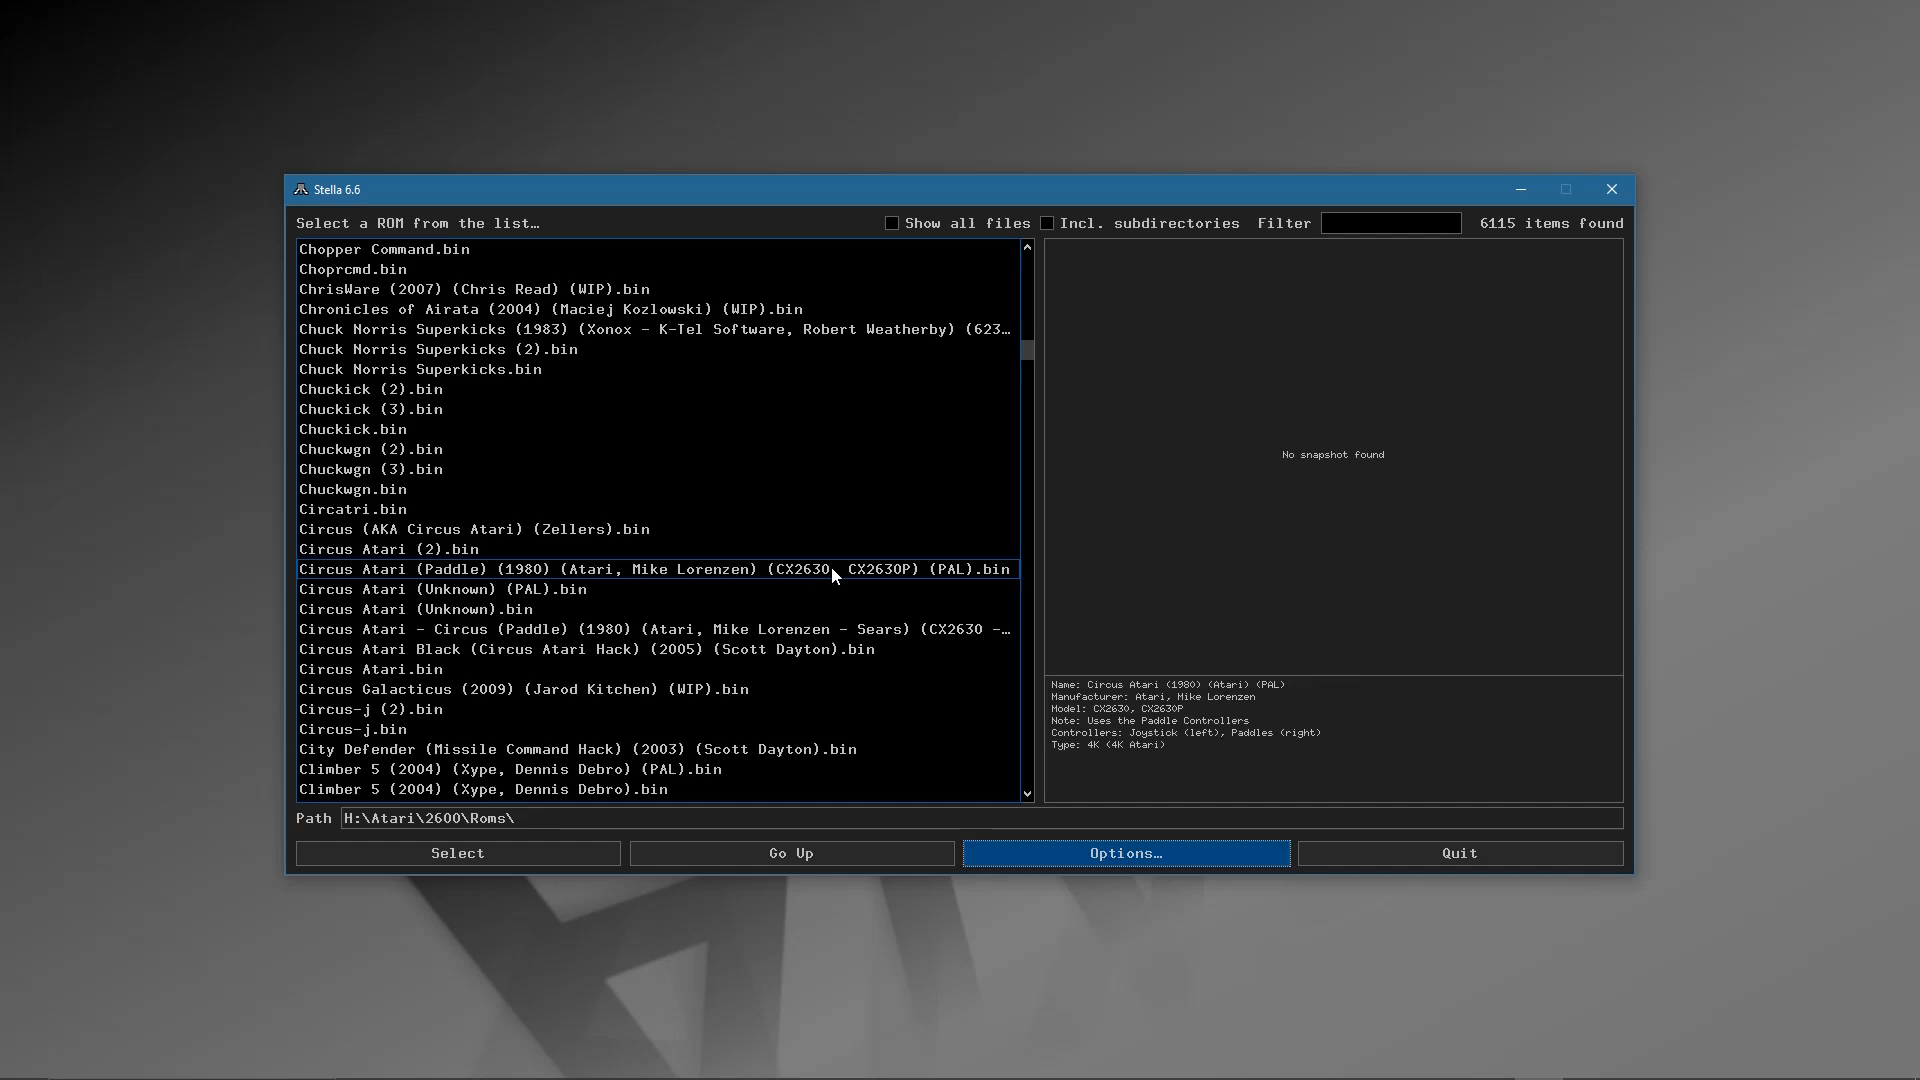 Stella 6.6
Select a ROM from the list…
Show all files
Incl. subdirectories
Filter
6115 items found
Chopper Command.bin
Choprcmd.bin
ChrisWare (2007) (Chris Read) (WIP).bin
Chronicles of Airata (2004) (Maciej Kozlowski) (WIP).bin
Chuck Norris Superkicks (1983) (Xonox - K-Tel Software, Robert Weatherby) (623…
Chuck Norris Superkicks (2).bin
Chuck Norris Superkicks.bin
Chuckick (2).bin
Chuckick (3).bin
Chuckick.bin
Chuckwgn (2).bin
Chuckwgn (3).bin
Chuckwgn.bin
Circatri.bin
Circus (AKA Circus Atari) (Zellers).bin
Circus Atari (2).bin
Circus Atari (Paddle) (1980) (Atari, Mike Lorenzen) (CX2630, CX2630P) (PAL).bin
Circus Atari (Unknown) (PAL).bin
Circus Atari (Unknown).bin
Circus Atari - Circus (Paddle) (1980) (Atari, Mike Lorenzen - Sears) (CX2630 -…
Circus Atari Black (Circus Atari Hack) (2005) (Scott Dayton).bin
Circus Atari.bin
Circus Galacticus (2009) (Jarod Kitchen) (WIP).bin
Circus-j (2).bin
Circus-j.bin
City Defender (Missile Command Hack) (2003) (Scott Dayton).bin
Climber 5 (2004) (Xype, Dennis Debro) (PAL).bin
Climber 5 (2004) (Xype, Dennis Debro).bin
No snapshot found
Name: Circus Atari (1980) (Atari) (PAL)
Manufacturer: Atari, Mike Lorenzen
Model: CX2630, CX2630P
Note: Uses the Paddle Controllers
Controllers: Joystick (left), Paddles (right)
Type: 4K (4K Atari)
Path H:\Atari\2600\Roms\
Select
Go Up
Options…
Quit